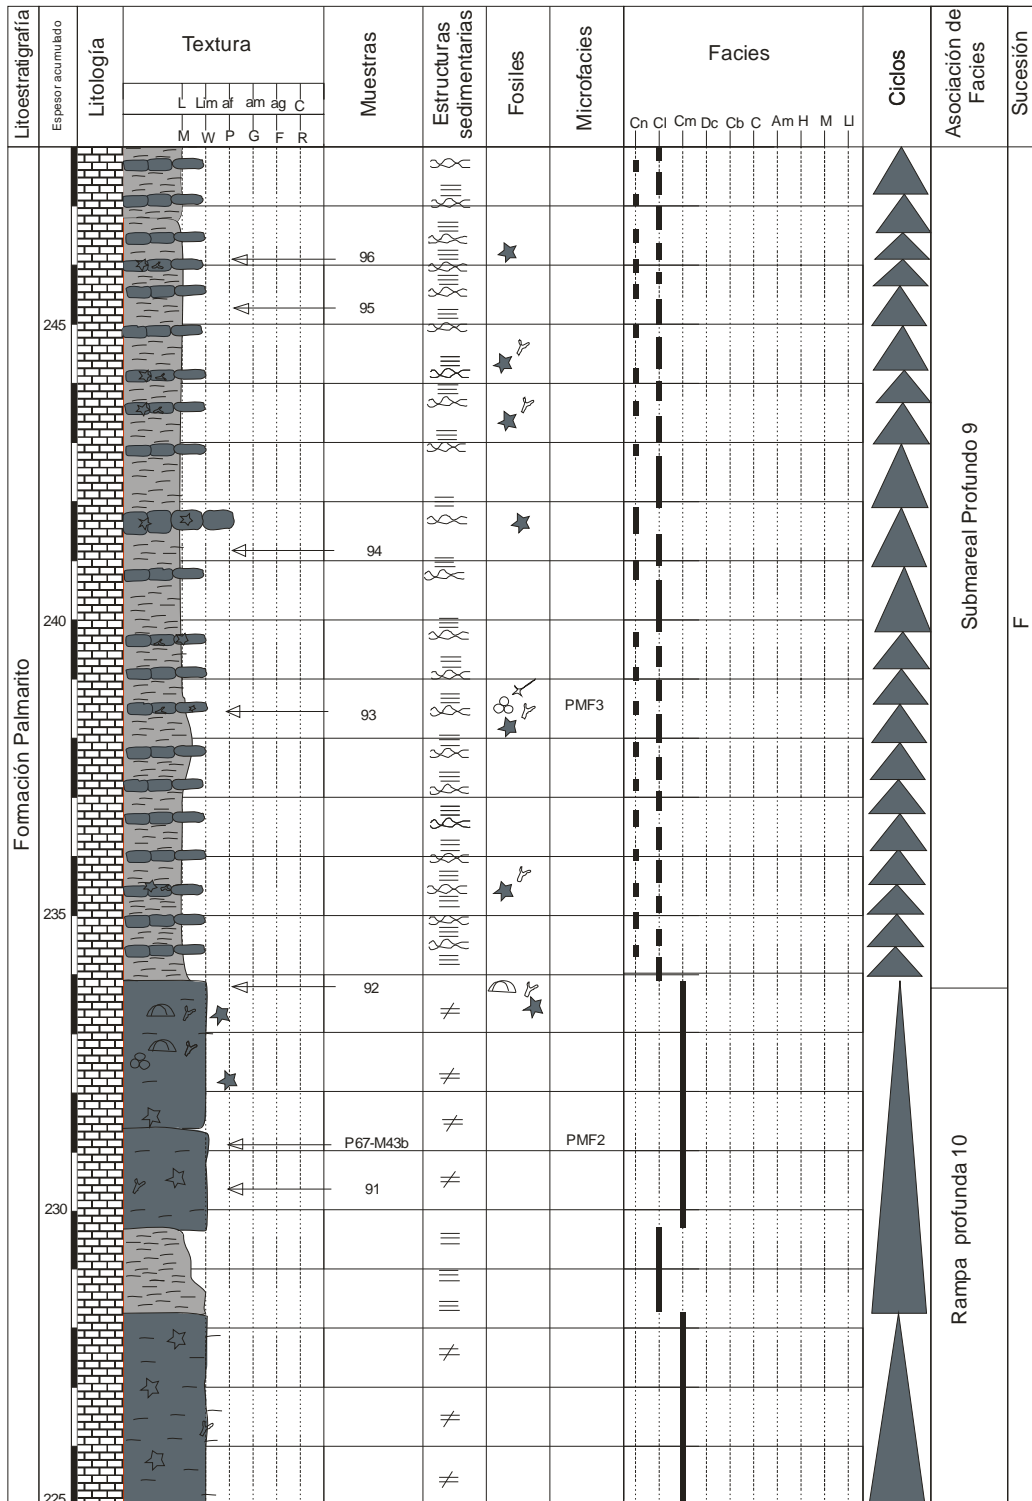 Litoestratigrafía
Espesor acumulado
Litología
Textura
L Lim af am ag C
M W P G F R
Muestras
Estructuras
sedimentarias
Fosiles
Microfacies
Facies
Cn Cl Cm Dc Cb C Am H M Ll
Ciclos
Asociación de
Facies
Sucesión
Formación Palmarito
96
245
95
94
240
93
PMF3
235
92
P67-M43b
PMF2
91
230
225
Submareal Profundo 9
Rampa profunda 10
F